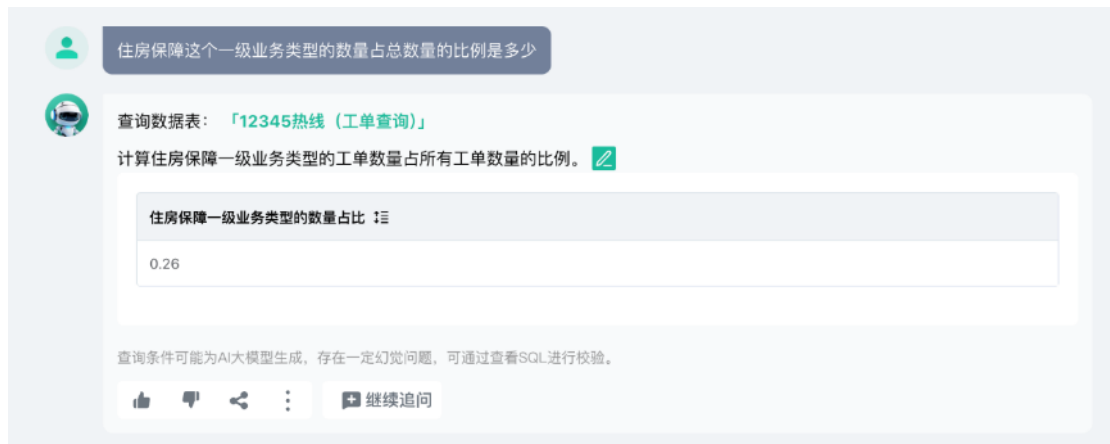 住房保障这个一级业务类型的数量占总数量的比例是多少
查询数据表：「12345热线（工单查询）」
计算住房保障一级业务类型的工单数量占所有工单数量的比例。
住房保障一级业务类型的数量占比
0.26
查询条件可能为AI大模型生成，存在一定幻觉问题，可通过查看SQL进行校验。
继续追问